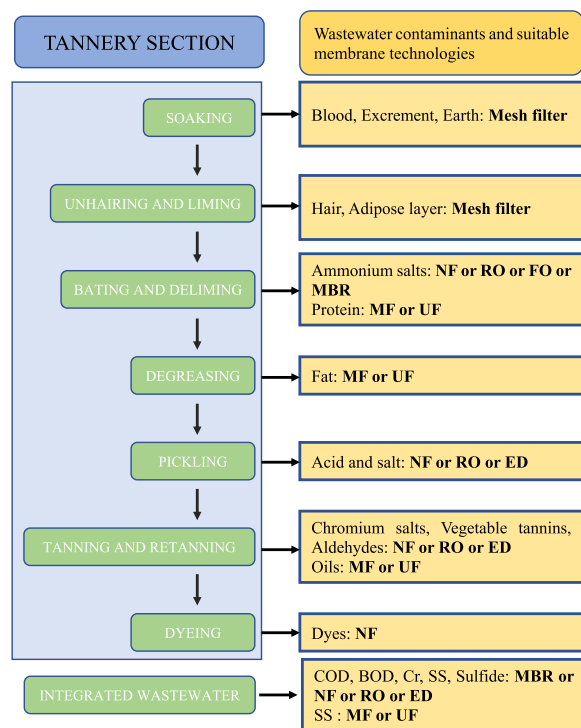 TANNERY SECTION
Wastewater contaminants and suitable
membrane technologies
SOAKING
Blood, Excrement, Earth: Mesh filter
UNHAIRING AND LIMING
Hair, Adipose layer: Mesh filter
BATING AND DELIMING
Ammonium salts: NF or RO or FO or
MBR
Protein: MF or UF
DEGREASING
Fat: MF or UF
PICKLING
Acid and salt: NF or RO or ED
TANNING AND RETANNING
Chromium salts, Vegetable tannins,
Aldehydes: NF or RO or ED
Oils: MF or UF
DYEING
Dyes: NF
INTEGRATED WASTEWATER
COD, BOD, Cr, SS, Sulfide: MBR or
NF or RO or ED
SS : MF or UF